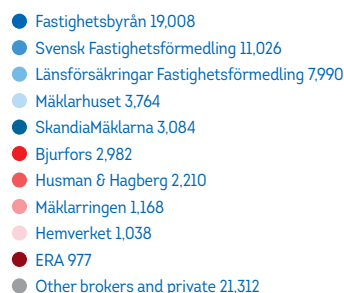 Fastighetsbyrån 19,008
Svensk Fastighetsförmedling 11,026
Länsförsäkringar Fastighetsförmedling 7,990
Mäklarhuset 3,764
SkandiaMäklarna 3,084
Bjurfors 2,982
Husman & Hagberg 2,210
Mäklarringen 1,168
Hemverket 1,038
ERA 977
Other brokers and private 21,312